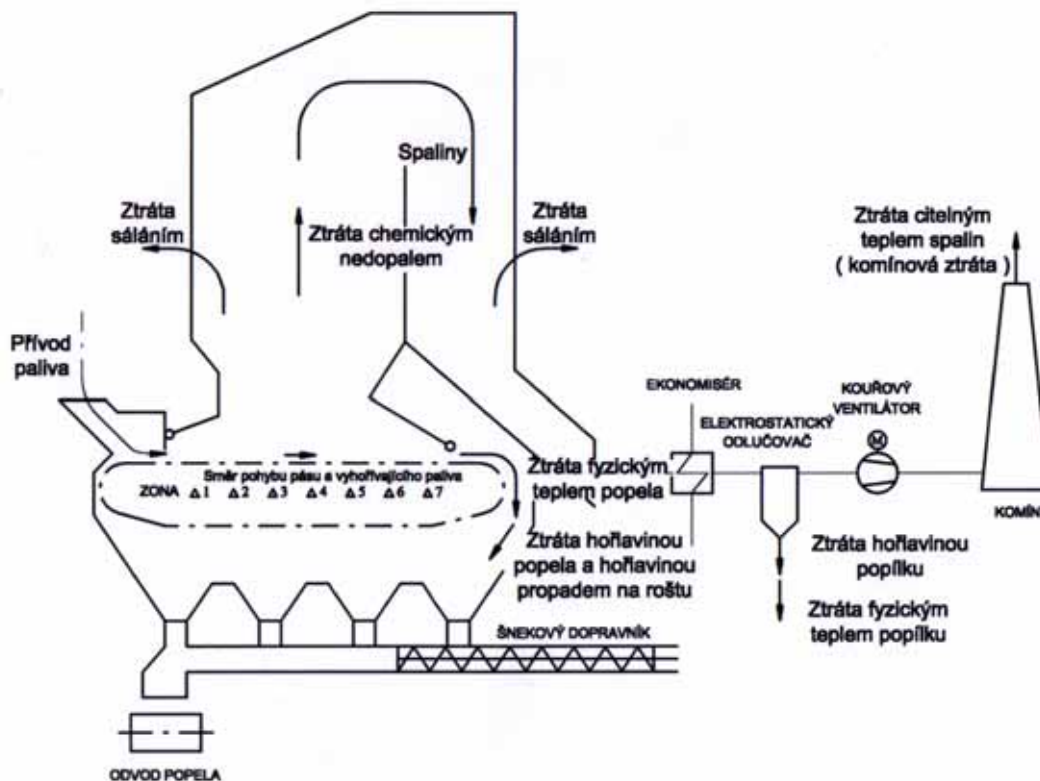 Spaliny
Ztráta
sáláním
Ztráta chemickým
nedopalem
Ztráta
sáláním
Ztráta citelným
teplem spalin
( komínová ztráta )
Přívod
paliva
EKONOMISÉR
KOUŘOVÝ
VENTILÁTOR
ELEKTROSTATICKÝ
ODLUČOVAČ
M
Směr pohybu pásu a vyhořívajícího paliva
ZONA 1 2 3 4 5 6 7
Ztráta fyzickým
teplem popela
KOMÍN
Ztráta hořlavinou
popela a hořlavinou
propadem na roštu
Ztráta hořlavinou
popílku
Ztráta fyzickým
teplem popílku
ŠNEKOVÝ DOPRAVNÍK
ODVOD POPELA